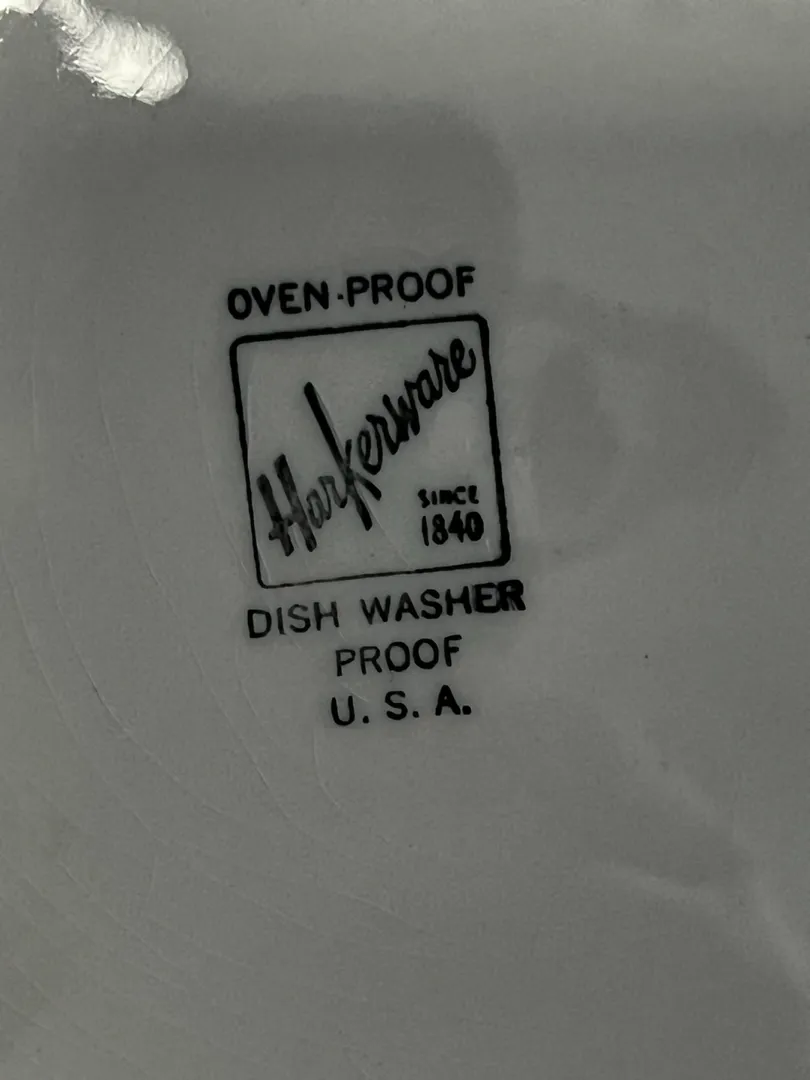 OVEN-PROOF
Harkerware
SINCE
1840
DISH WASHER
PROOF
U. S. A.